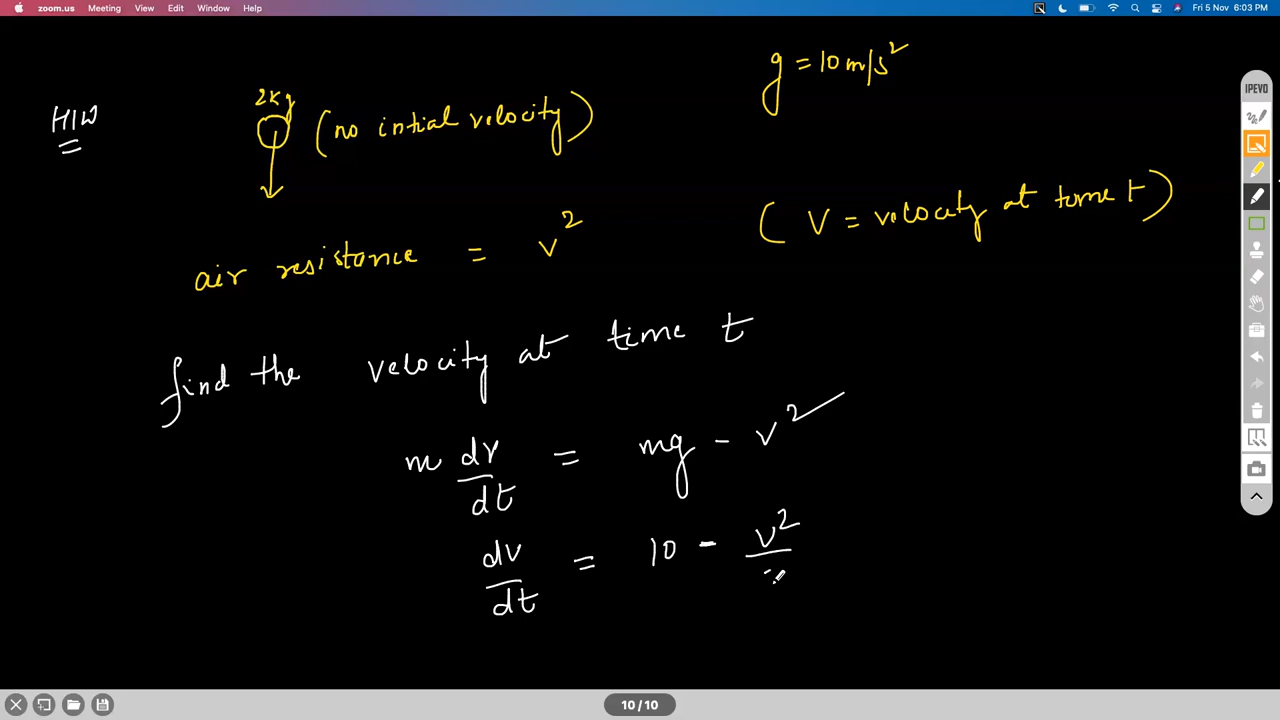 zoom.us Meeting View Edit Window Help Fri 5 Nov 6:03 PM
IPEVO
g = 10 m/s²
H/W
2Kg
(no intial velocity)
(V = velocity at time t)
air resistance = v²
find the velocity at time t
m dv/dt = mg - v²
dv/dt = 10 - v²/
10 / 10